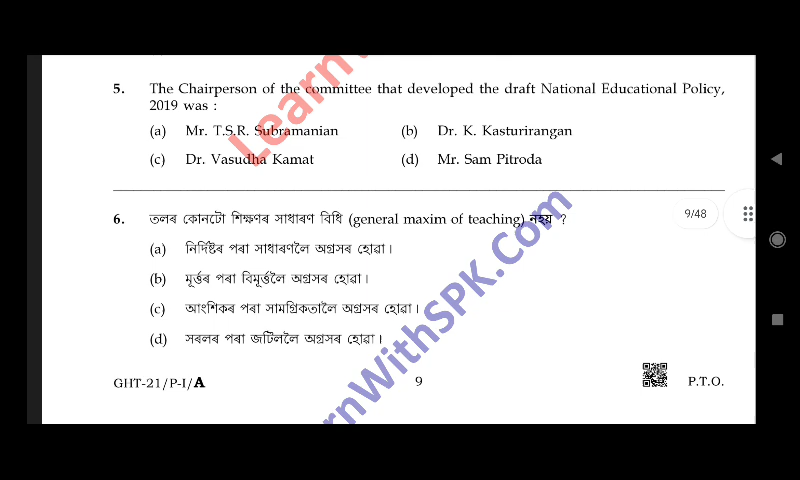 5. The Chairperson of the committee that developed the draft National Educational Policy,
2019 was :
(a) Mr. T.S.R. Subramanian (b) Dr. K. Kasturirangan
(c) Dr. Vasudha Kamat (d) Mr. Sam Pitroda
6. তলৰ কোনটো শিক্ষণৰ সাধাৰণ বিধি (general maxim of teaching) নহয় ?
9/48
(a) নিৰ্দিষ্টৰ পৰা সাধাৰণলৈ অগ্ৰসৰ হোৱা।
(b) মূৰ্ত্তৰ পৰা বিমূৰ্ত্তলৈ অগ্ৰসৰ হোৱা।
(c) আংশিকৰ পৰা সামগ্ৰিকতালৈ অগ্ৰসৰ হোৱা।
(d) সৰলৰ পৰা জটিললৈ অগ্ৰসৰ হোৱা।
GHT-21/P-I/A 9 P.T.O.
Learn
rnWithSPK.Com